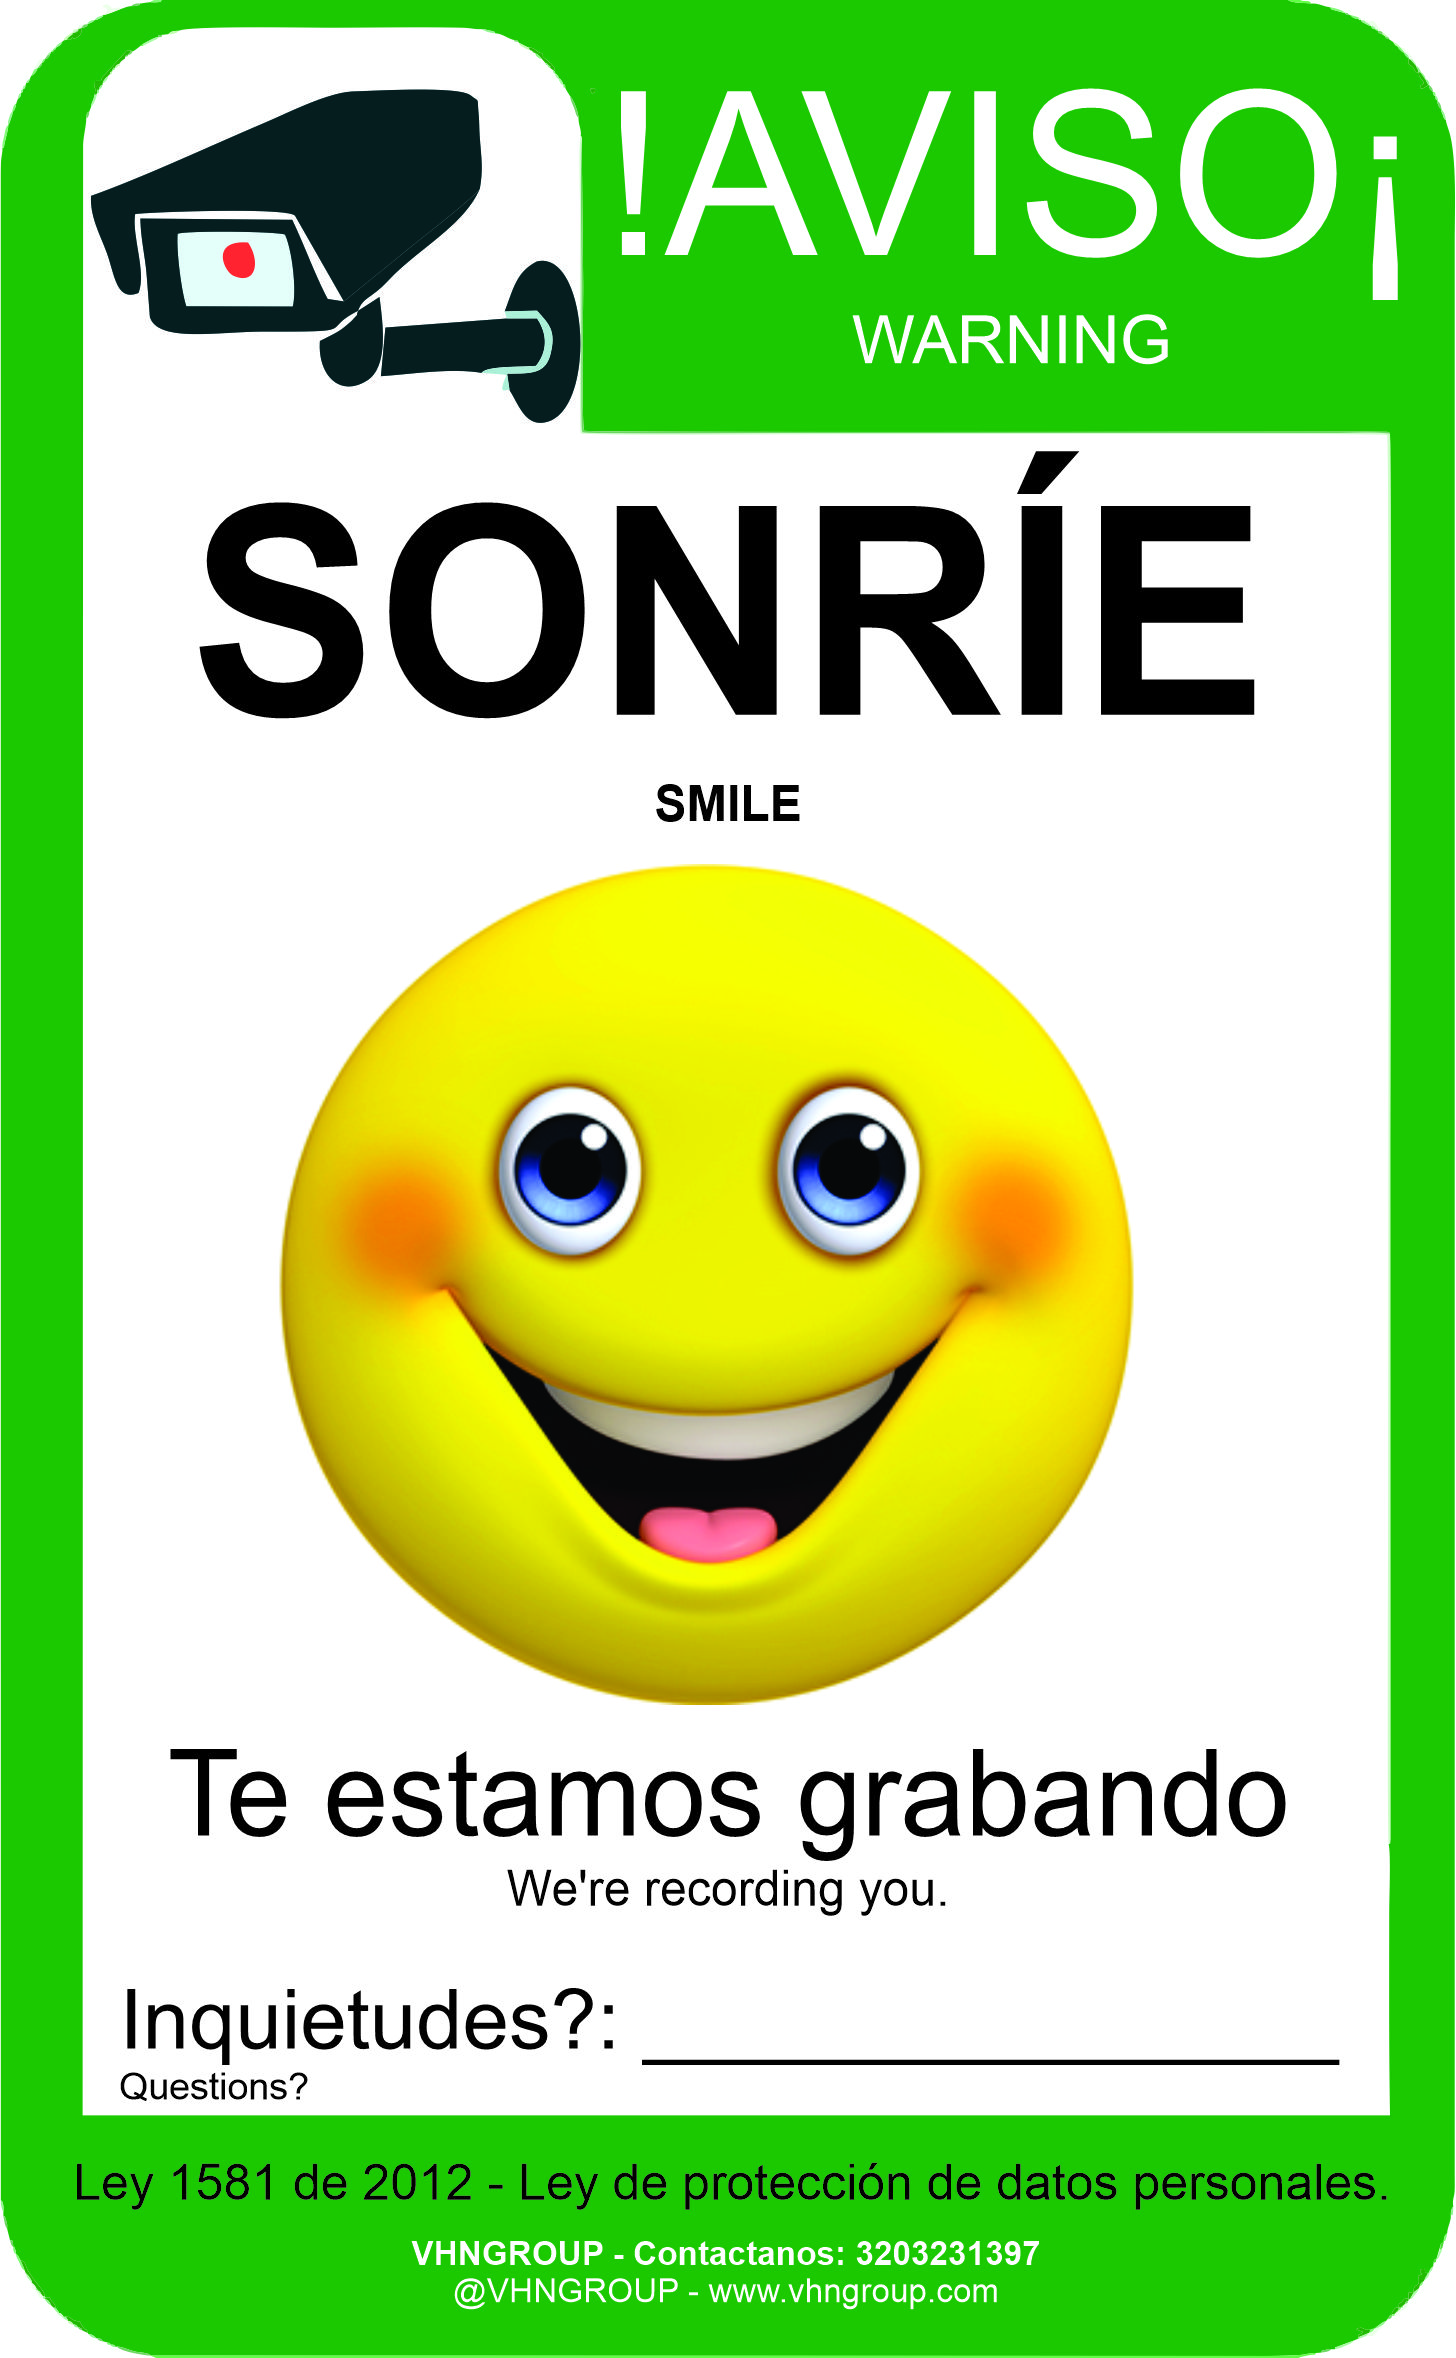 !AVISO¡
WARNING
SONRÍE
SMILE
Te estamos grabando
We're recording you.
Inquietudes?: ____________________
Questions?
Ley 1581 de 2012 - Ley de protección de datos personales.
VHNGROUP - Contactanos: 3203231397
@VHNGROUP - www.vhngroup.com